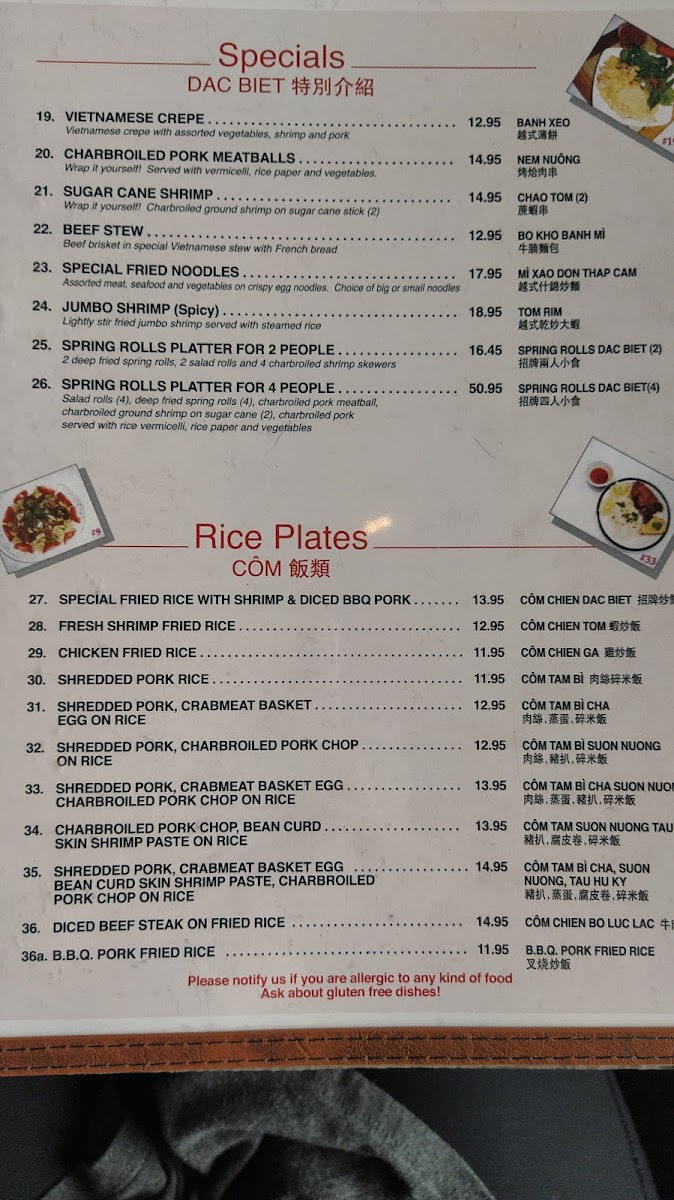 Specials
DAC BIET 特別介紹
19. VIETNAMESE CREPE 12.95 BANH XEO
Vietnamese crepe with assorted vegetables, shrimp and pork
越式薄餅
20. CHARBROILED PORK MEATBALLS 14.95 NEM NUÔNG
Wrap it yourself! Served with vermicelli, rice paper and vegetables.
烤烩肉串
21. SUGAR CANE SHRIMP 14.95 CHAO TOM (2)
Wrap it yourself! Charbroiled ground shrimp on sugar cane stick (2)
蔗蝦串
22. BEEF STEW 12.95 BO KHO BANH MÌ
Beef brisket in special Vietnamese stew with French bread
牛腩麵包
23. SPECIAL FRIED NOODLES 17.95 MÌ XAO DON THAP CAM
Assorted meat, seafood and vegetables on crispy egg noodles. Choice of big or small noodles
越式什錦炒麵
24. JUMBO SHRIMP (Spicy) 18.95 TOM RIM
Lightly stir fried jumbo shrimp served with steamed rice
越式乾炒大蝦
25. SPRING ROLLS PLATTER FOR 2 PEOPLE 16.45 SPRING ROLLS DAC BIET (2)
2 deep fried spring rolls, 2 salad rolls and 4 charbroiled shrimp skewers
招牌兩人小食
26. SPRING ROLLS PLATTER FOR 4 PEOPLE 50.95 SPRING ROLLS DAC BIET(4)
Salad rolls (4), deep fried spring rolls (4), charbroiled pork meatball,
招牌四人小食
charbroiled ground shrimp on sugar cane (2), charbroiled pork
served with rice vermicelli, rice paper and vegetables
#9
#33
Rice Plates
CÔM 飯類
27. SPECIAL FRIED RICE WITH SHRIMP & DICED BBQ PORK 13.95 CÔM CHIEN DAC BIET 招牌炒飯
28. FRESH SHRIMP FRIED RICE 12.95 CÔM CHIEN TOM 蝦炒飯
29. CHICKEN FRIED RICE 11.95 CÔM CHIEN GA 雞炒飯
30. SHREDDED PORK RICE 11.95 CÔM TAM BÌ 肉絲碎米飯
31. SHREDDED PORK, CRABMEAT BASKET 12.95 CÔM TAM BÌ CHA
EGG ON RICE 肉絲,蒸蛋,碎米飯
32. SHREDDED PORK, CHARBROILED PORK CHOP 12.95 CÔM TAM BÌ SUON NUONG
ON RICE 肉絲,豬扒,碎米飯
33. SHREDDED PORK, CRABMEAT BASKET EGG 13.95 CÔM TAM BÌ CHA SUON NUON
CHARBROILED PORK CHOP ON RICE 肉絲,蒸蛋,豬扒,碎米飯
34. CHARBROILED PORK CHOP, BEAN CURD 13.95 CÔM TAM SUON NUONG TAU
SKIN SHRIMP PASTE ON RICE 豬扒,腐皮卷,碎米飯
35. SHREDDED PORK, CRABMEAT BASKET EGG 14.95 CÔM TAM BÌ CHA, SUON
BEAN CURD SKIN SHRIMP PASTE, CHARBROILED NUONG, TAU HU KY
PORK CHOP ON RICE 豬扒,蒸蛋,腐皮卷,碎米飯
36. DICED BEEF STEAK ON FRIED RICE 14.95 CÔM CHIEN BO LUC LAC 牛
36a. B.B.Q. PORK FRIED RICE 11.95 B.B.Q. PORK FRIED RICE
叉烧炒飯
Please notify us if you are allergic to any kind of food
Ask about gluten free dishes!